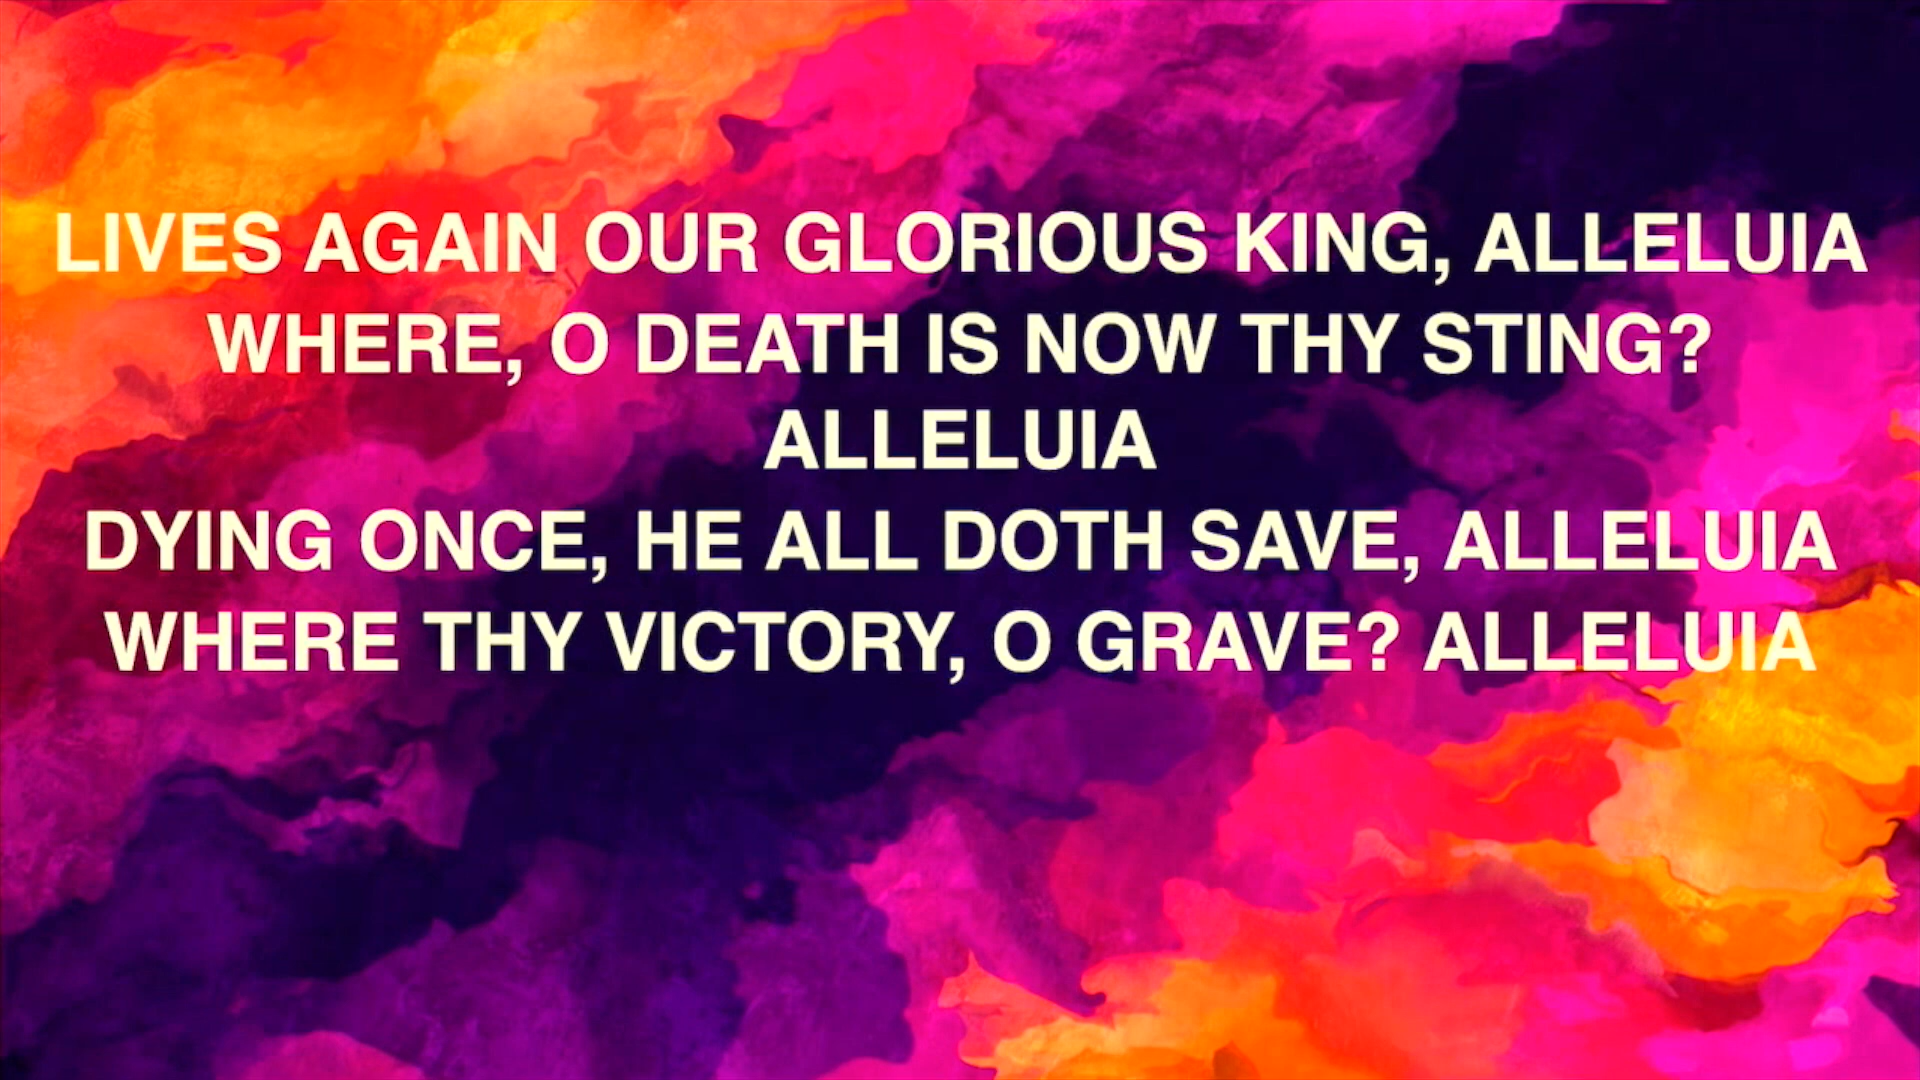 LIVES AGAIN OUR GLORIOUS KING, ALLELUIA
WHERE, O DEATH IS NOW THY STING?
ALLELUIA
DYING ONCE, HE ALL DOTH SAVE, ALLELUIA
WHERE THY VICTORY, O GRAVE? ALLELUIA